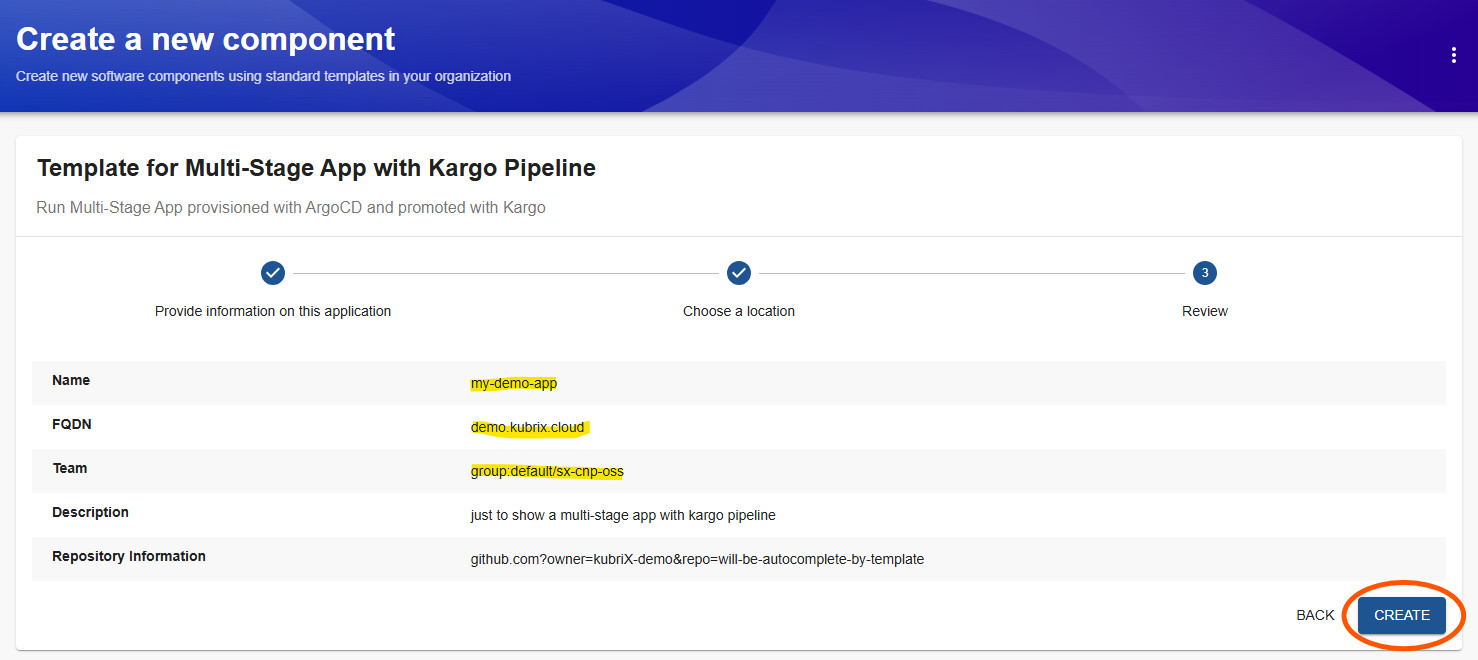 Create a new component
Create new software components using standard templates in your organization
Template for Multi-Stage App with Kargo Pipeline
Run Multi-Stage App provisioned with ArgoCD and promoted with Kargo
3
Provide information on this application
Choose a location
Review
Name my-demo-app
FQDN demo.kubrix.cloud
Team group:default/sx-cnp-oss
Description just to show a multi-stage app with kargo pipeline
Repository Information github.com?owner=kubriX-demo&repo=will-be-autocomplete-by-template
BACK CREATE